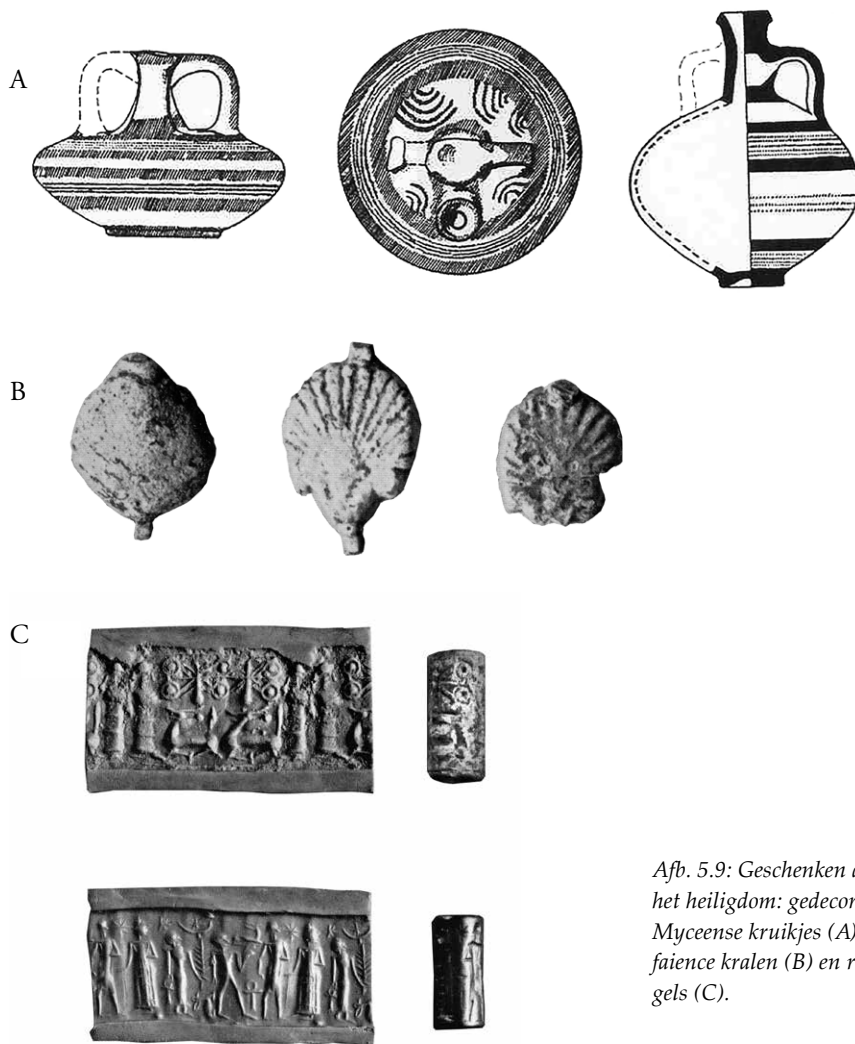 A
B
C
Afb. 5.9: Geschenken
het heiligdom:
Myceense kruikjes (A)
faience kralen (B) en
gels (C).